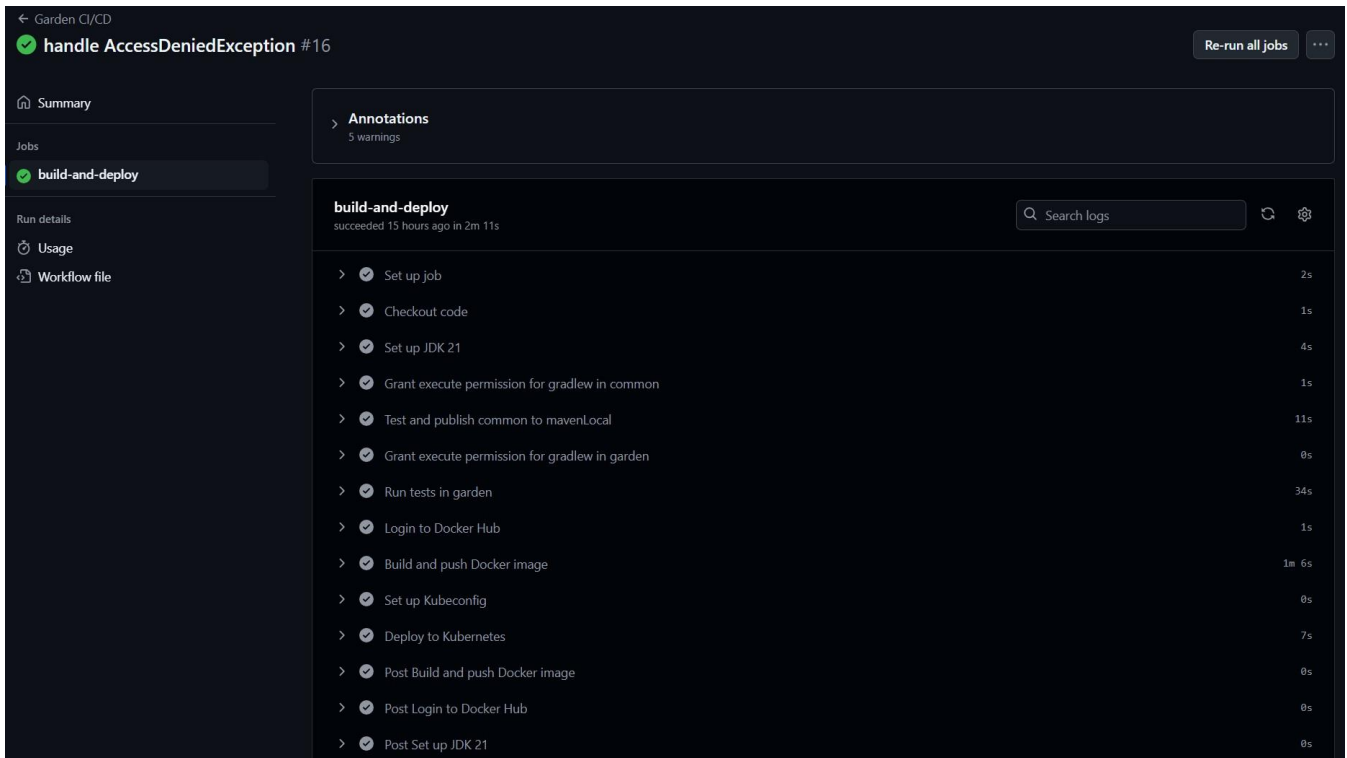 ← Garden CI/CD
handle AccessDeniedException #16
Re-run all jobs ...
Summary
Jobs
build-and-deploy
Run details
Usage
Workflow file
Annotations
5 warnings
build-and-deploy
succeeded 15 hours ago in 2m 11s
Search logs
Set up job 2s
Checkout code 1s
Set up JDK 21 4s
Grant execute permission for gradlew in common 1s
Test and publish common to mavenLocal 11s
Grant execute permission for gradlew in garden 0s
Run tests in garden 34s
Login to Docker Hub 1s
Build and push Docker image 1m 6s
Set up Kubeconfig 0s
Deploy to Kubernetes 7s
Post Build and push Docker image 0s
Post Login to Docker Hub 0s
Post Set up JDK 21 0s